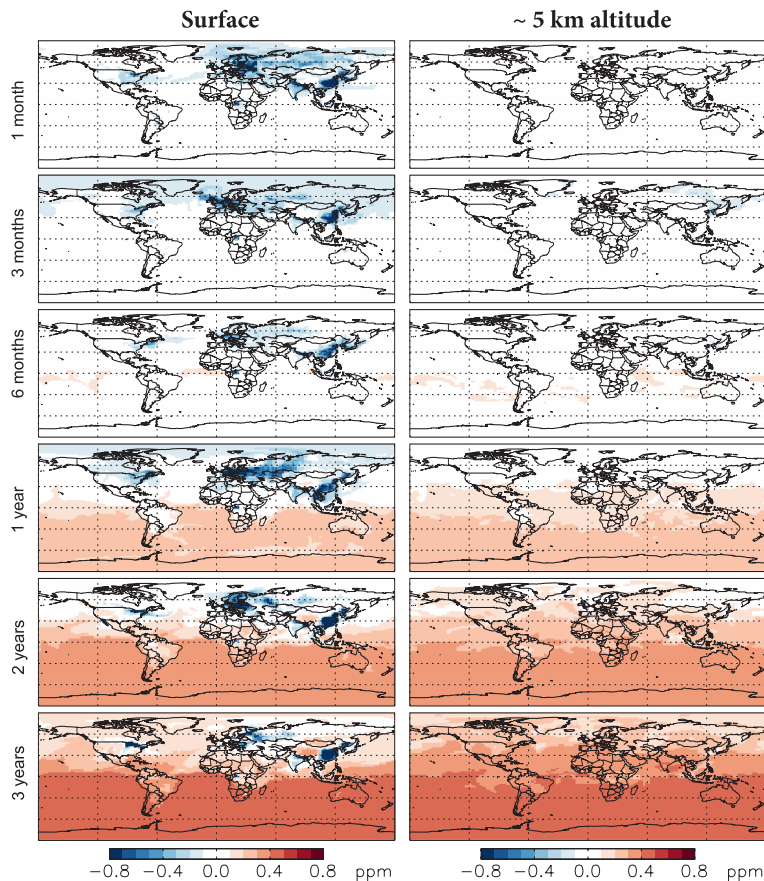 Surface
~ 5 km altitude
1 month
3 months
6 months
1 year
2 years
3 years
−0.8 −0.4 0.0 0.4 0.8 ppm
−0.8 −0.4 0.0 0.4 0.8 ppm